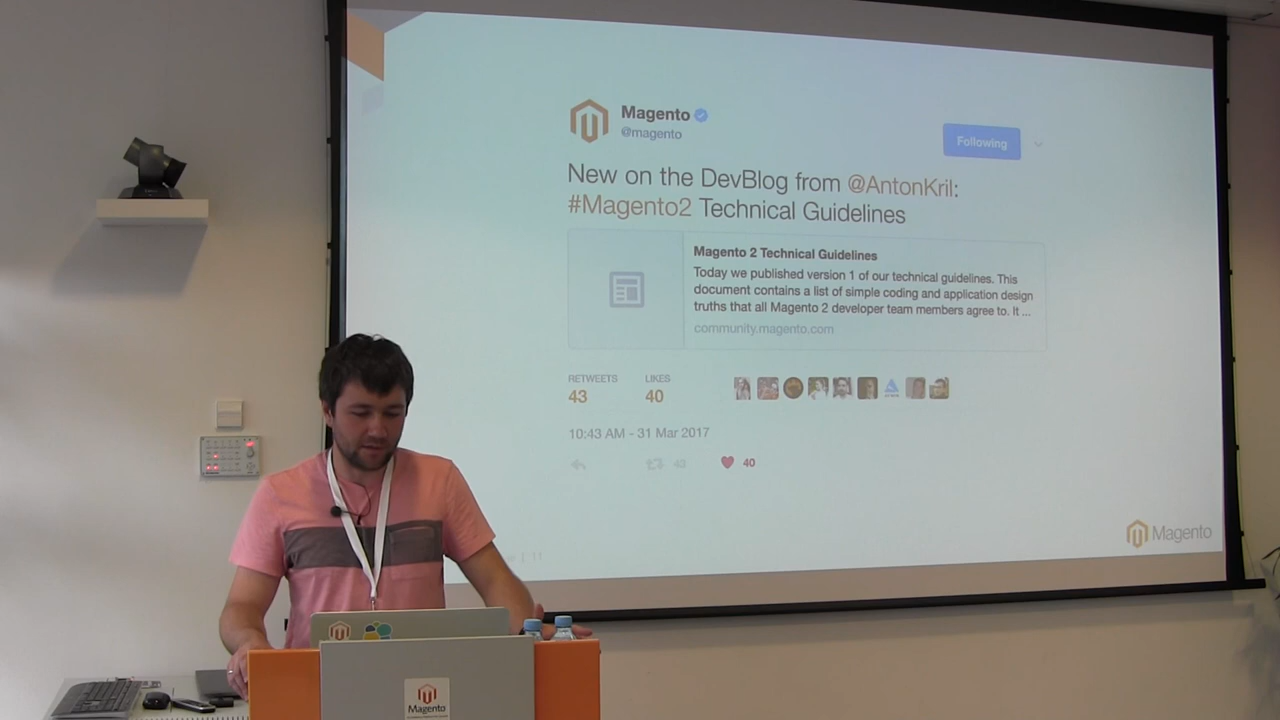 Magento
@magento
Following
New on the DevBlog from @AntonKril:
#Magento2 Technical Guidelines
Magento 2 Technical Guidelines
Today we published version 1 of our technical guidelines. This
document contains a list of simple coding and application design
truths that all Magento 2 developer team members agree to. It ...
community.magento.com
RETWEETS
43
LIKES
40
10:43 AM - 31 Mar 2017
43
40
Magento
Magento